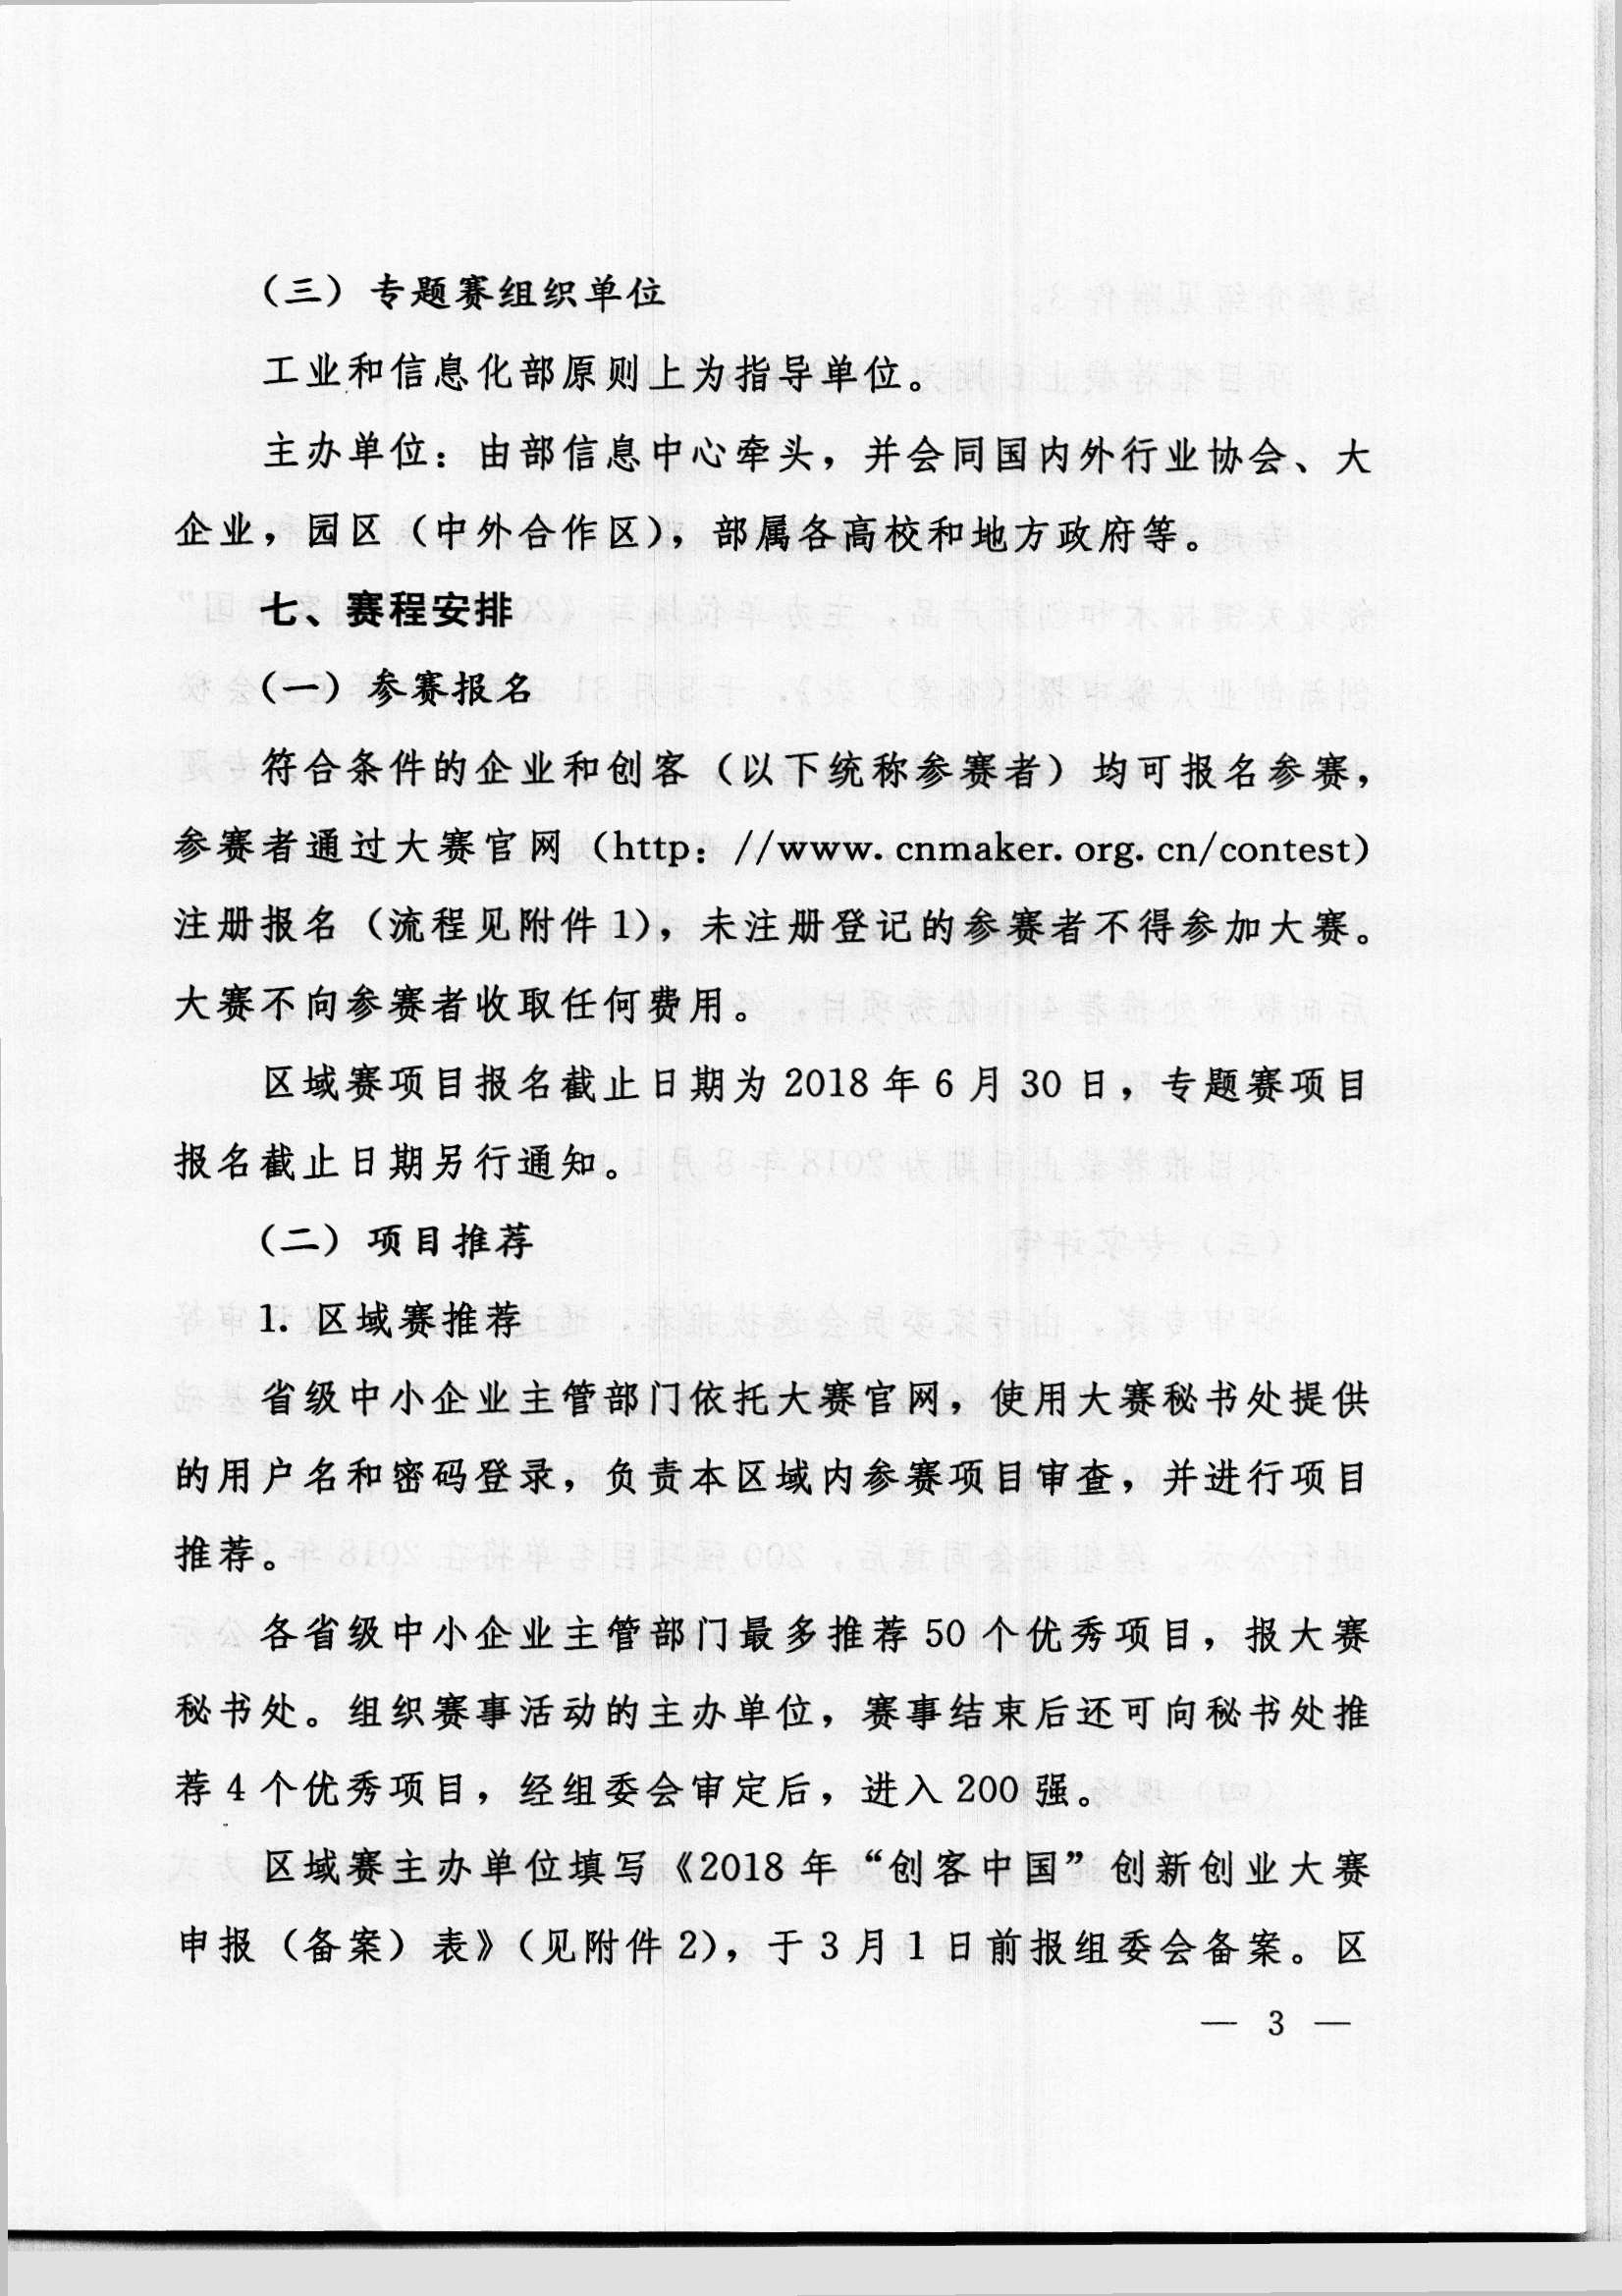 （三）专题赛组织单位
工业和信息化部原则上为指导单位。
主办单位：由部信息中心牵头，并会同国内外行业协会、大
企业，园区（中外合作区），部属各高校和地方政府等。
七、赛程安排
（一）参赛报名
符合条件的企业和创客（以下统称参赛者）均可报名参赛，
参赛者通过大赛官网（http：//www.cnmaker.org.cn/contest）
注册报名（流程见附件1），未注册登记的参赛者不得参加大赛。
大赛不向参赛者收取任何费用。
区域赛项目报名截止日期为 2018 年 6 月 30 日，专题赛项目
报名截止日期另行通知。
（二）项目推荐
1. 区域赛推荐
省级中小企业主管部门依托大赛官网，使用大赛秘书处提供
的用户名和密码登录，负责本区域内参赛项目审查，并进行项目
推荐。
各省级中小企业主管部门最多推荐 50 个优秀项目，报大赛
秘书处。组织赛事活动的主办单位，赛事结束后还可向秘书处推
荐 4 个优秀项目，经组委会审定后，进入 200 强。
区域赛主办单位填写《2018 年“创客中国”创新创业大赛
申报（备案）表》（见附件 2），于 3 月 1 日前报组委会备案。区
— 3 —